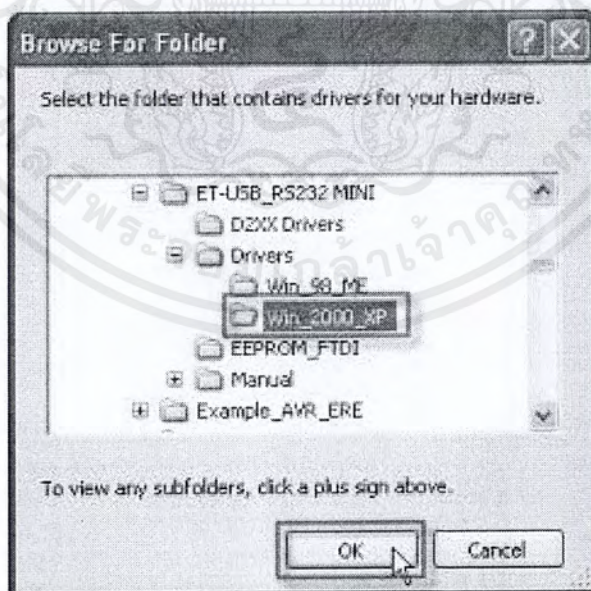 Browse For Folder
Select the folder that contains drivers for your hardware.
ET-USB_RS232 MINI
D2XX Drivers
Drivers
Win_98_ME
Win_2000_XP
EEPROM_FTDI
Manual
Example_AVR_ERE
To view any subfolders, click a plus sign above.
OK
Cancel